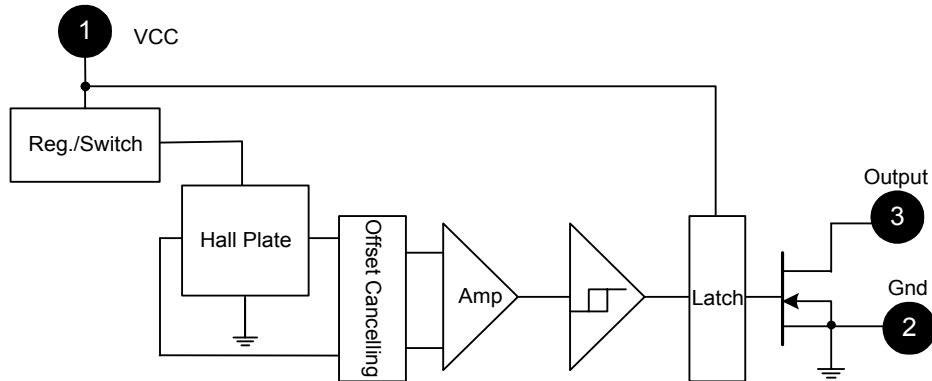 1
VCC
Reg./Switch
Hall Plate
Offset Cancelling
Amp
Latch
Output
3
Gnd
2